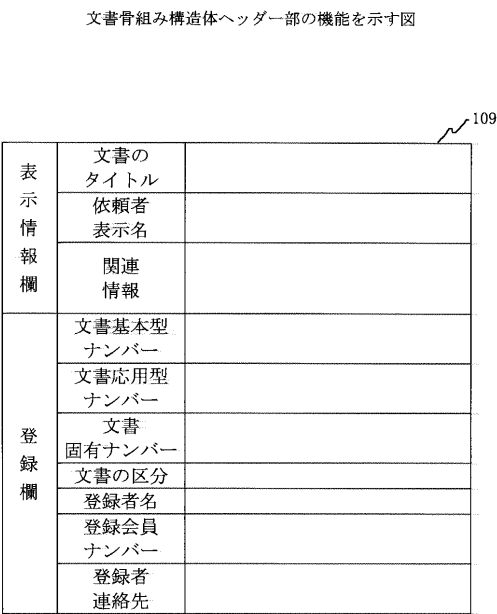 文書骨組み構造体ヘッダー部の機能を示す図
109
表示情報欄
文書の
タイトル
依頼者
表示名
関連
情報
登録欄
文書基本型
ナンバー
文書応用型
ナンバー
文書
固有ナンバー
文書の区分
登録者名
登録会員
ナンバー
登録者
連絡先